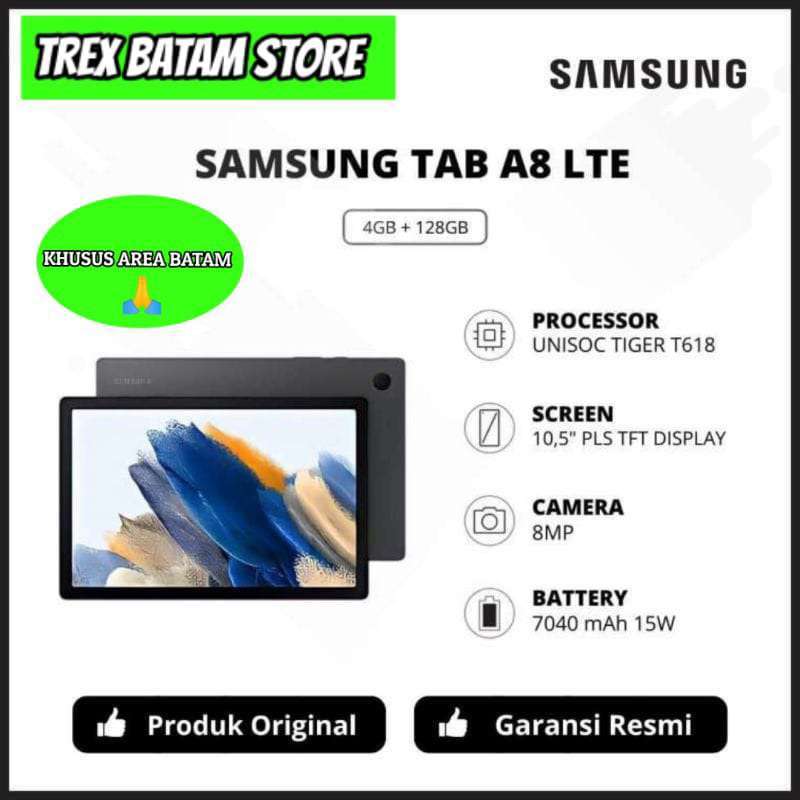 TREX BATAM STORE
SAMSUNG
SAMSUNG TAB A8 LTE
4GB + 128GB
KHUSUS AREA BATAM
SAMSUNG
PROCESSOR
UNISOC TIGER T618
SCREEN
10,5" PLS TFT DISPLAY
CAMERA
8MP
BATTERY
7040 mAh 15W
Produk Original
Garansi Resmi